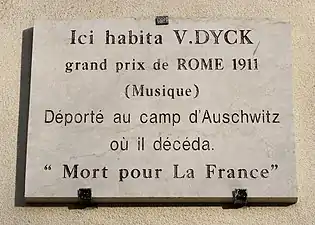 Ici habita V.DYCK
grand prix de ROME 1911
(Musique)
Déporté au camp d'Auschwitz
où il décéda.
“ Mort pour La France”